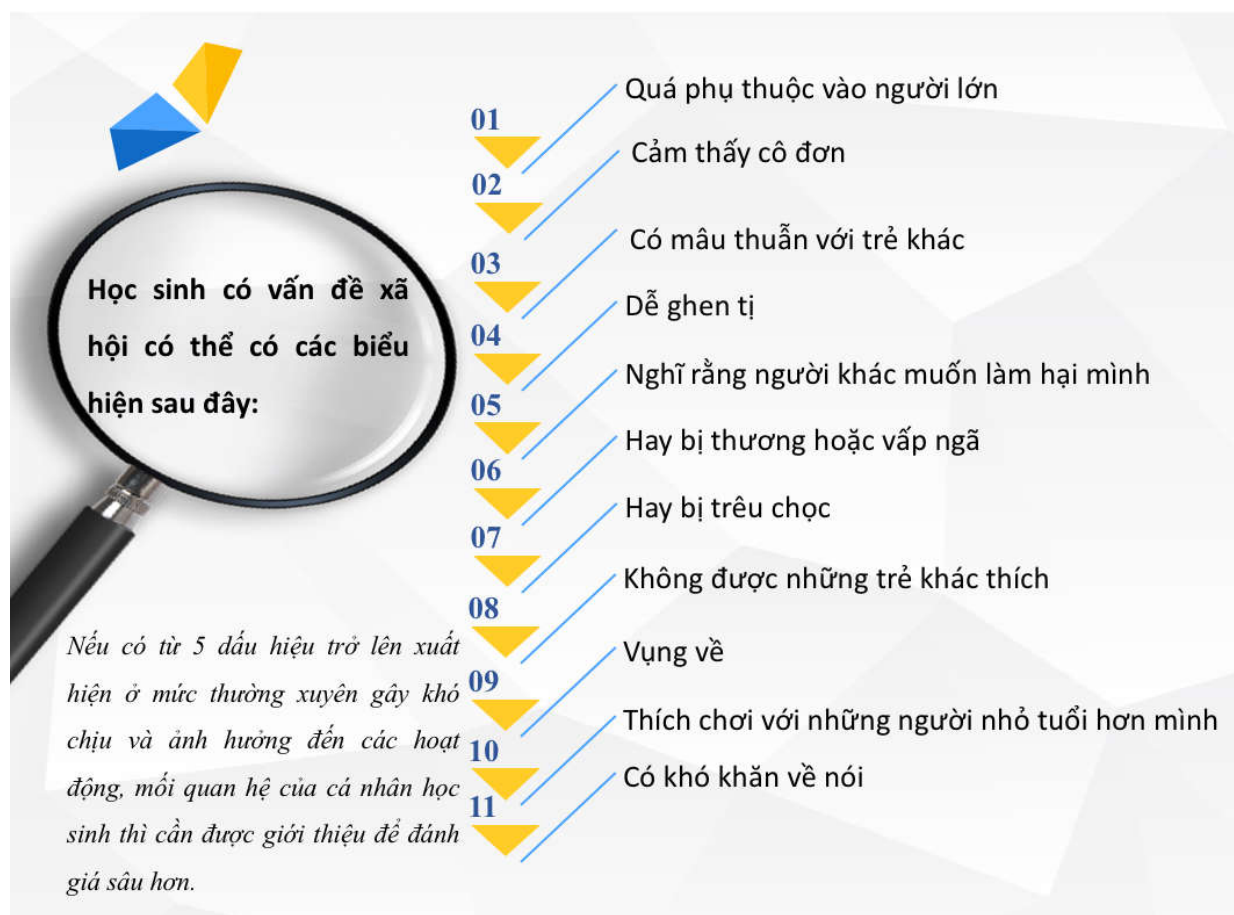 Học sinh có vấn đề xã
hội có thể có các biểu
hiện sau đây:
01
Quá phụ thuộc vào người lớn
02
Cảm thấy cô đơn
03
Có mâu thuẫn với trẻ khác
04
Dễ ghen tị
05
Nghĩ rằng người khác muốn làm hại mình
06
Hay bị thương hoặc vấp ngã
07
Hay bị trêu chọc
08
Không được những trẻ khác thích
09
Vụng về
10
Thích chơi với những người nhỏ tuổi hơn mình
11
Có khó khăn về nói
Nếu có từ 5 dấu hiệu trở lên xuất
hiện ở mức thường xuyên gây khó
chịu và ảnh hưởng đến các hoạt
động, mối quan hệ của cá nhân học
sinh thì cần được giới thiệu để đánh
giá sâu hơn.